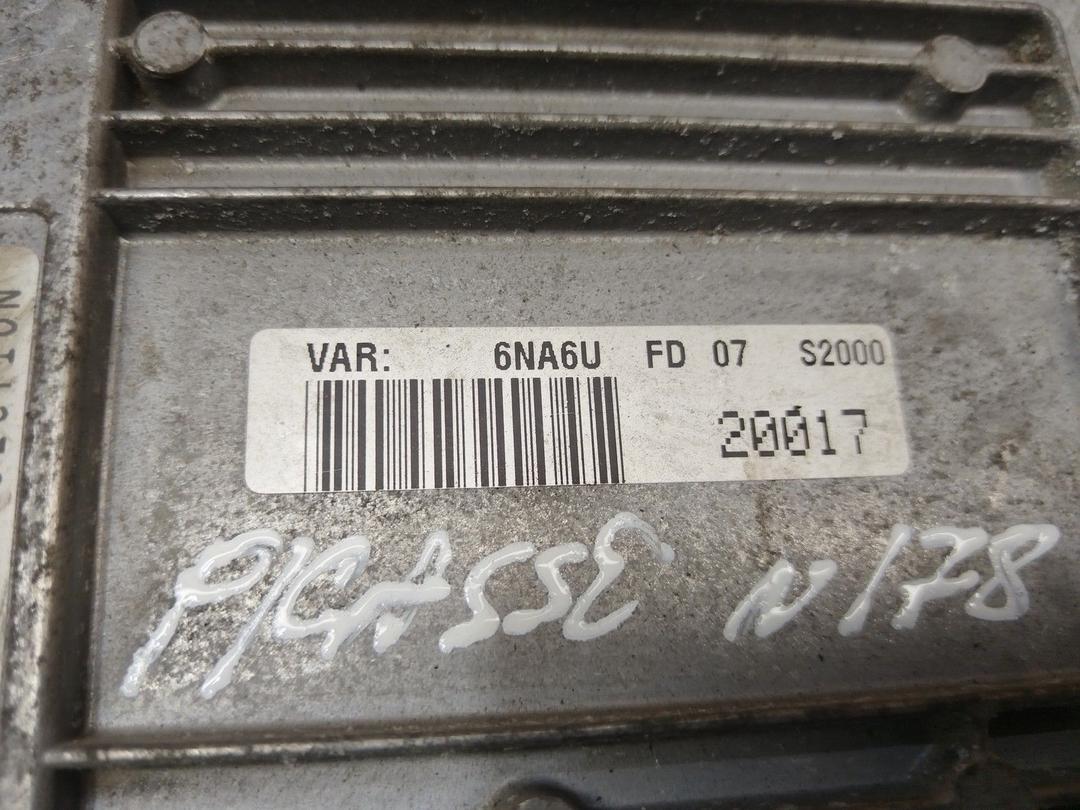 VAR: 6NA6U FD 07 S2000
20017
PICASSE N178